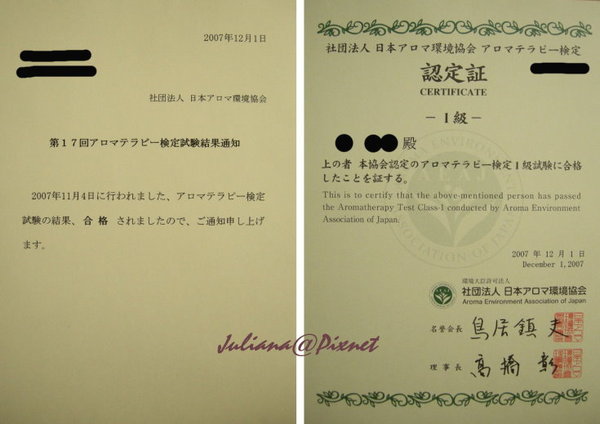 2007年12月1日
社団法人 日本アロマ環境協会
第17回アロマテラピー検定試験結果通知
2007年11月4日に行われました、アロマテラピー検定
試験の結果、合格 されましたので、ご通知申し上げ
ます。
社団法人 日本アロマ環境協会 アロマテラピー検定
認定証
CERTIFICATE
－1級－
殿
上の者 本協会認定のアロマテラピー検定1級試験に合格
したことを証する。
This is to certify that the above-mentioned person has passed
the Aromatherapy Test Class-1 conducted by Aroma Environment
Association of Japan.
2007 年 12 月 1 日
December 1,2007
環境大臣許可法人
社団法人 日本アロマ環境協会
Aroma Environment Association of Japan
名誉会長 鳥居鎮夫
理事長 高橋 彰
Juliana@Pixnet